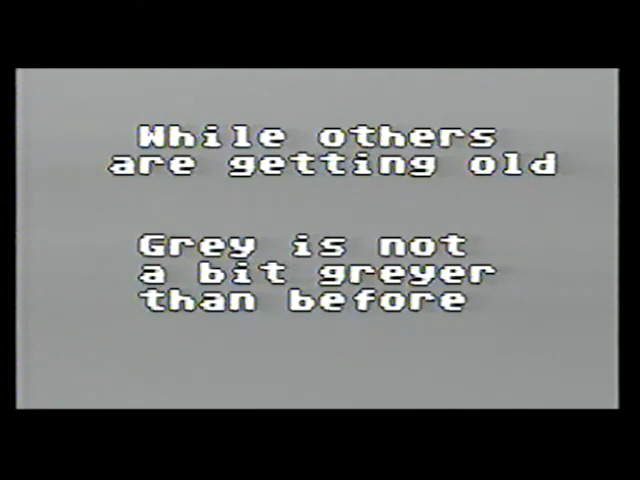 While others
are getting old
Grey is not
a bit greyer
than before